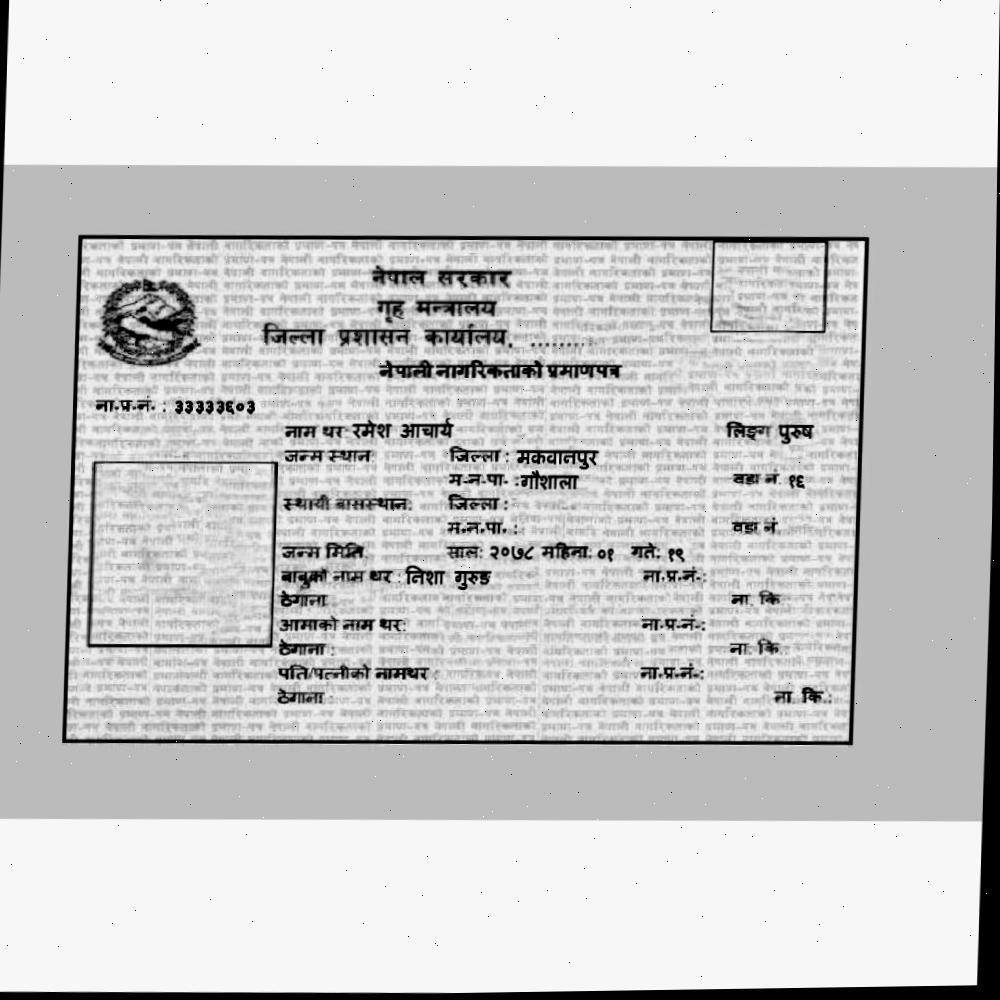 नेपाल सरकार
गृह मन्त्रालय
जिल्ला प्रशासन कार्यालय, .........
नेपाली नागरिकताको प्रमाणपत्र
ना.प्र.नं. : ३३३३३६०३
नाम थर: रमेश आचार्य लिङ्ग पुरुष
जन्म स्थान: जिल्ला : मकवानपुर
म.न.पा. : गौशाला वडा नं. १६
स्थायी बासस्थान: जिल्ला :
म.न.पा. : वडा नं.
जन्म मिति: साल: २०७८ महिना: ०१ गते: १९
बाबुको नाम थर : निशा गुरुङ ना.प्र.नं.:
ठेगाना : ना. कि.:
आमाको नाम थर: ना.प्र.नं.:
ठेगाना : ना. कि.:
पति/पत्नीको नामथर : ना.प्र.नं.:
ठेगाना : ना. कि.: